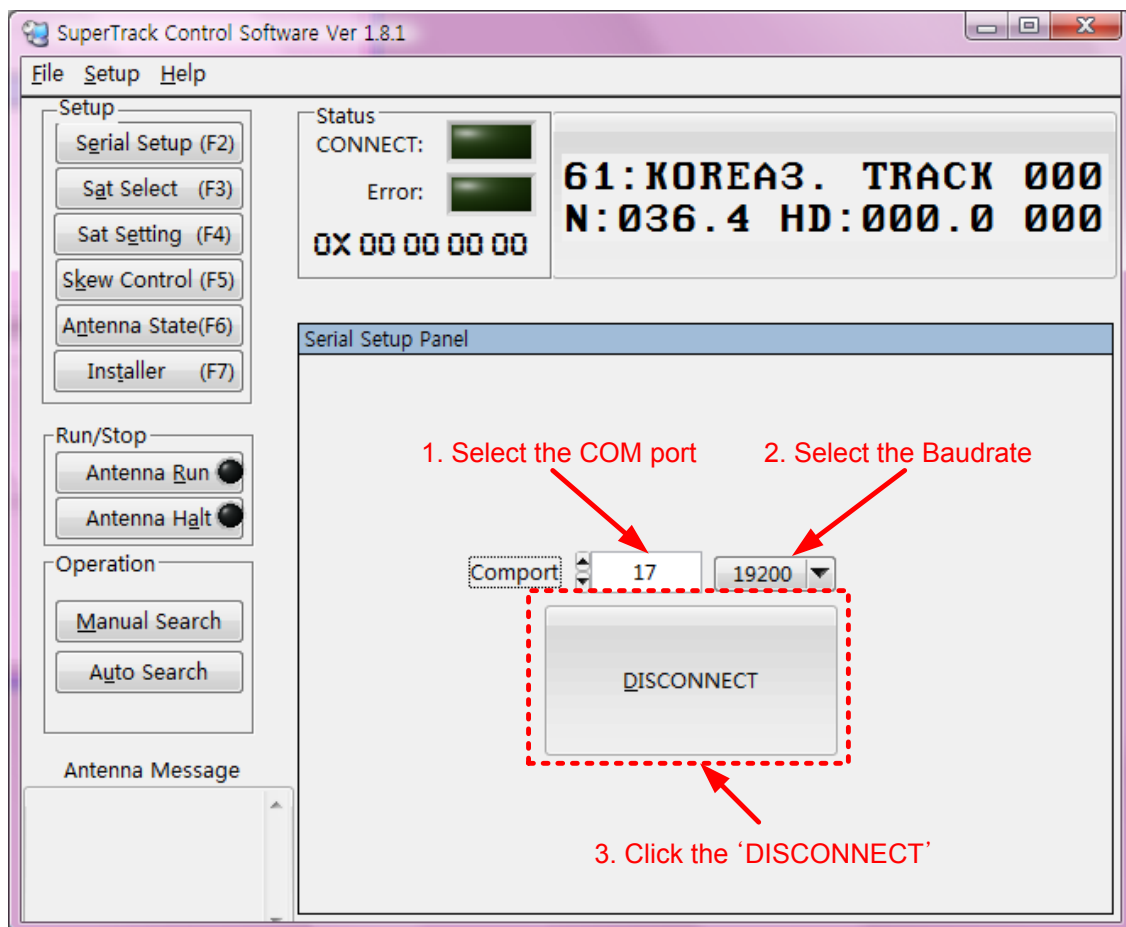 SuperTrack Control Software Ver 1.8.1
File Setup Help
Setup
Serial Setup (F2)
Sat Select (F3)
Sat Setting (F4)
Skew Control (F5)
Antenna State(F6)
Installer (F7)
Status
CONNECT:
Error:
0X 00 00 00 00
61:KOREA3. TRACK 000
N:036.4 HD:000.0 000
Run/Stop
Antenna Run
Antenna Halt
Operation
Manual Search
Auto Search
Antenna Message
Serial Setup Panel
1. Select the COM port
2. Select the Baudrate
Comport 17 19200
DISCONNECT
3. Click the ‘DISCONNECT’